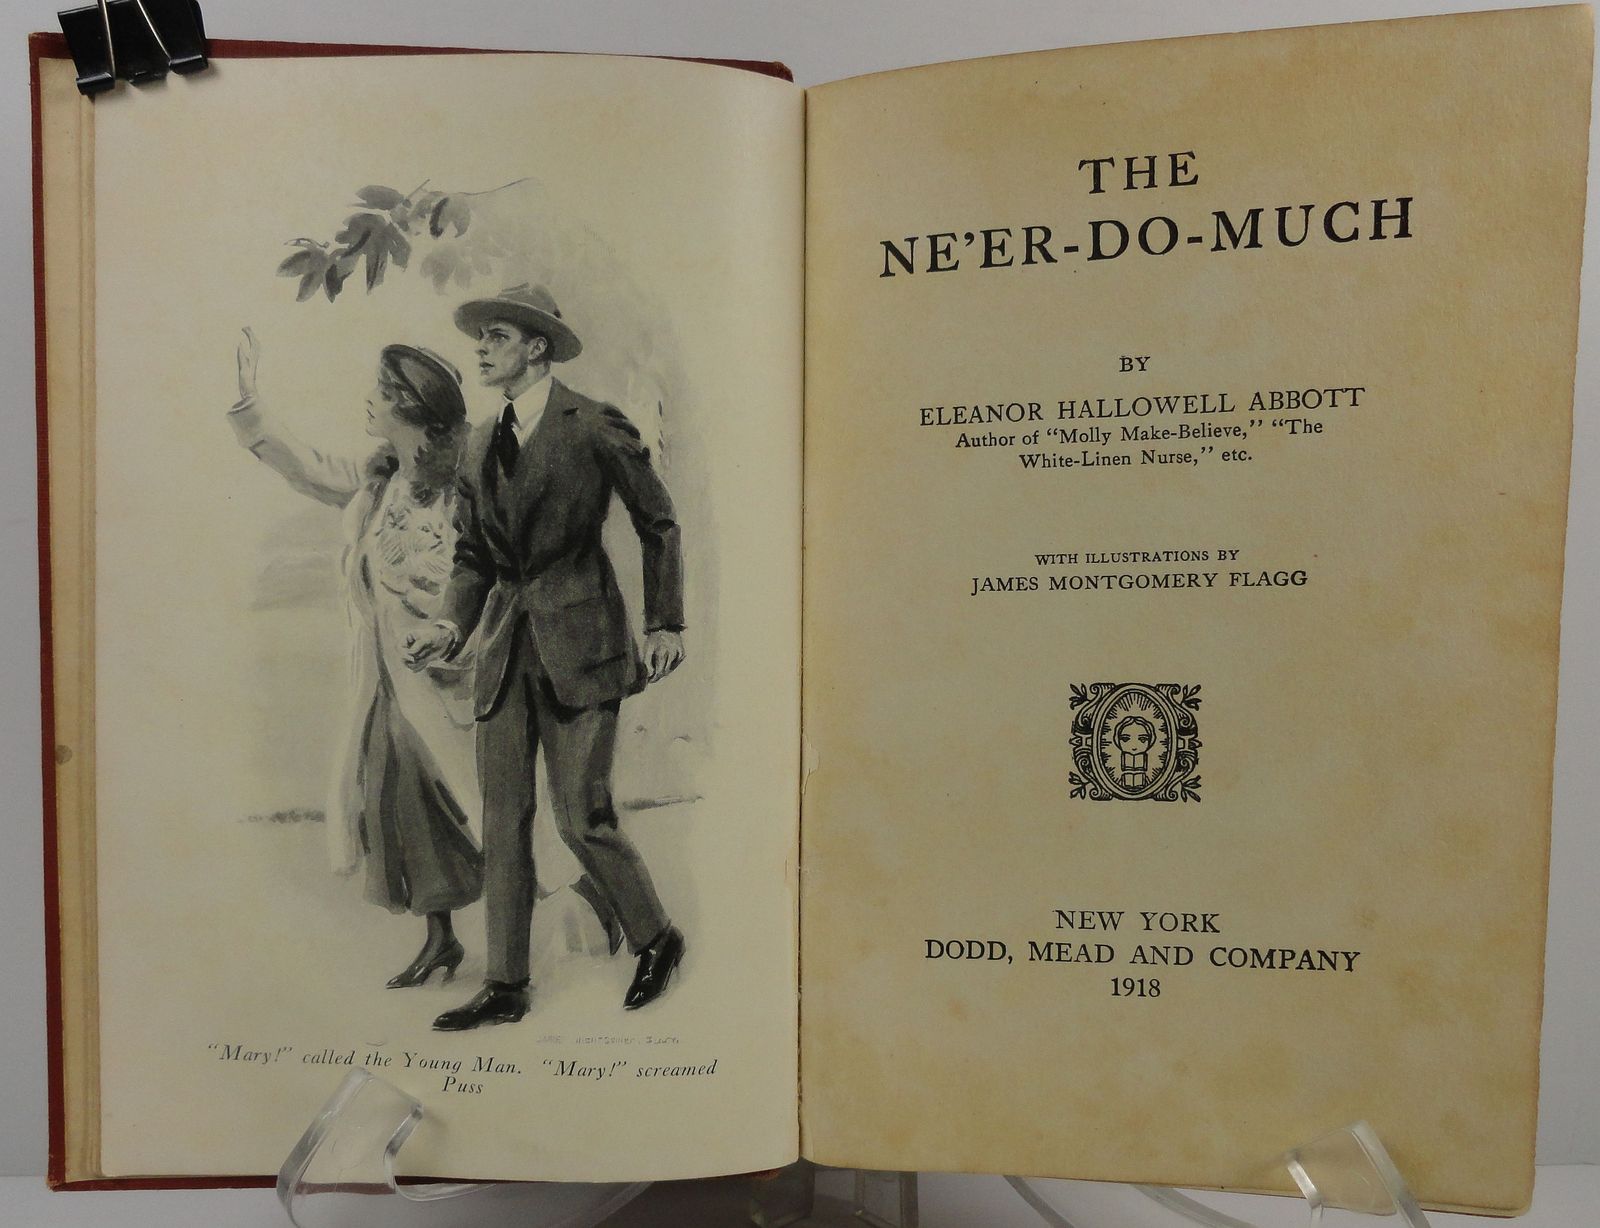 "Mary!" called the Young Man. "Mary!" screamed
Puss
THE
NE'ER-DO-MUCH
BY
ELEANOR HALLOWELL ABBOTT
Author of "Molly Make-Believe," "The
White-Linen Nurse," etc.
WITH ILLUSTRATIONS BY
JAMES MONTGOMERY FLAGG
NEW YORK
DODD, MEAD AND COMPANY
1918